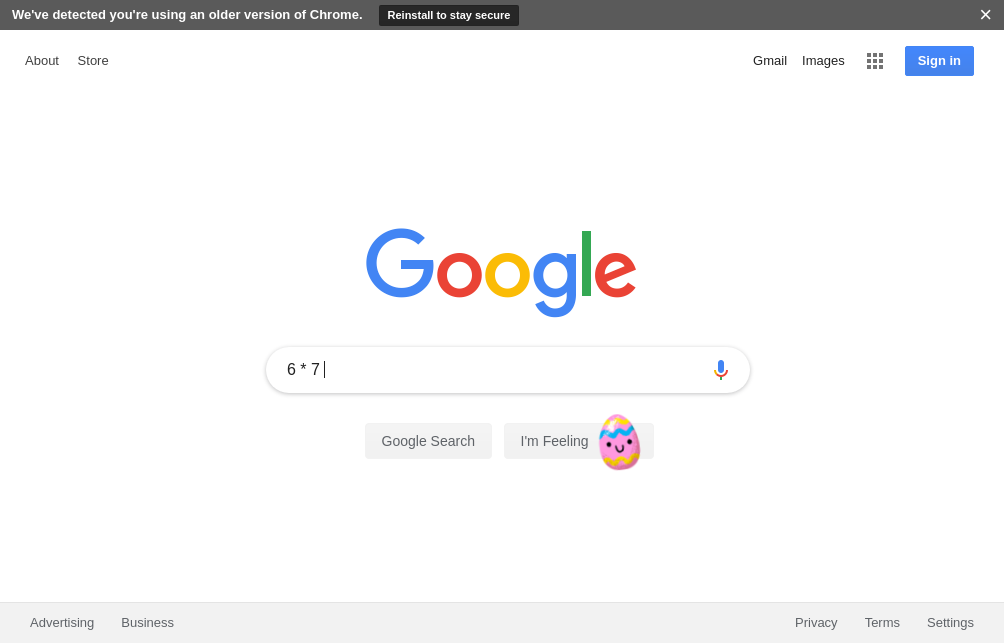 We've detected you're using an older version of Chrome. Reinstall to stay secure
About Store Gmail Images Sign in
Google
6 * 7
Google Search I'm Feeling
Advertising Business Privacy Terms Settings